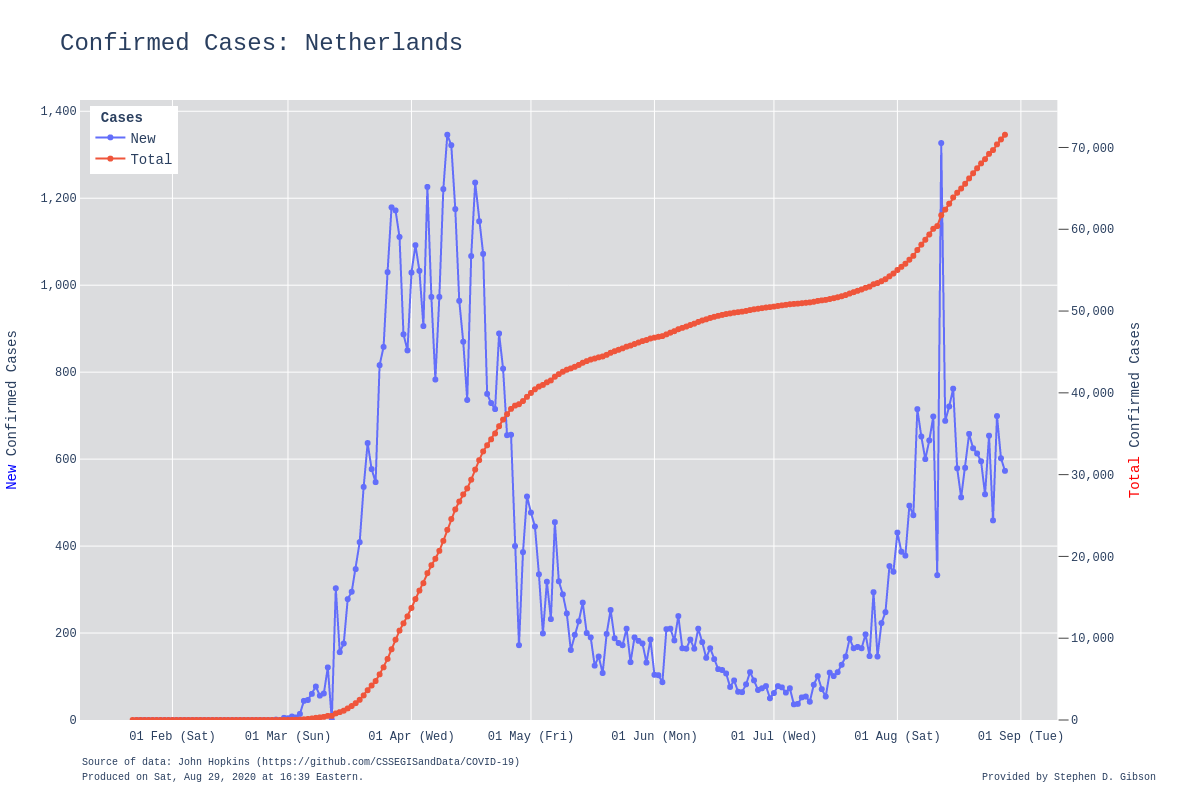 Confirmed Cases: Netherlands
Cases
New
Total
1,400
1,200
1,000
800
600
400
200
0
New Confirmed Cases
70,000
60,000
50,000
40,000
30,000
20,000
10,000
0
Total Confirmed Cases
01 Feb (Sat) 01 Mar (Sun) 01 Apr (Wed) 01 May (Fri) 01 Jun (Mon) 01 Jul (Wed) 01 Aug (Sat) 01 Sep (Tue)
Source of data: John Hopkins (https://github.com/CSSEGISandData/COVID-19)
Produced on Sat, Aug 29, 2020 at 16:39 Eastern.
Provided by Stephen D. Gibson